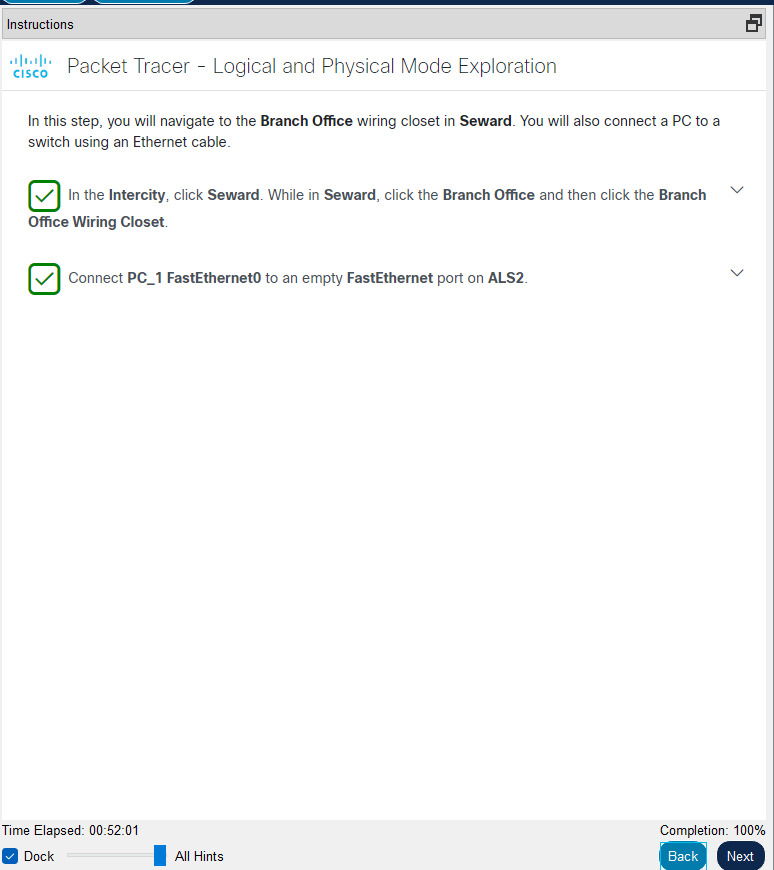 Instructions
CISCO
Packet Tracer - Logical and Physical Mode Exploration
In this step, you will navigate to the Branch Office wiring closet in Seward. You will also connect a PC to a
switch using an Ethernet cable.
In the Intercity, click Seward. While in Seward, click the Branch Office and then click the Branch
Office Wiring Closet.
Connect PC_1 FastEthernet0 to an empty FastEthernet port on ALS2.
Time Elapsed: 00:52:01
Completion: 100%
Dock
All Hints
Back
Next